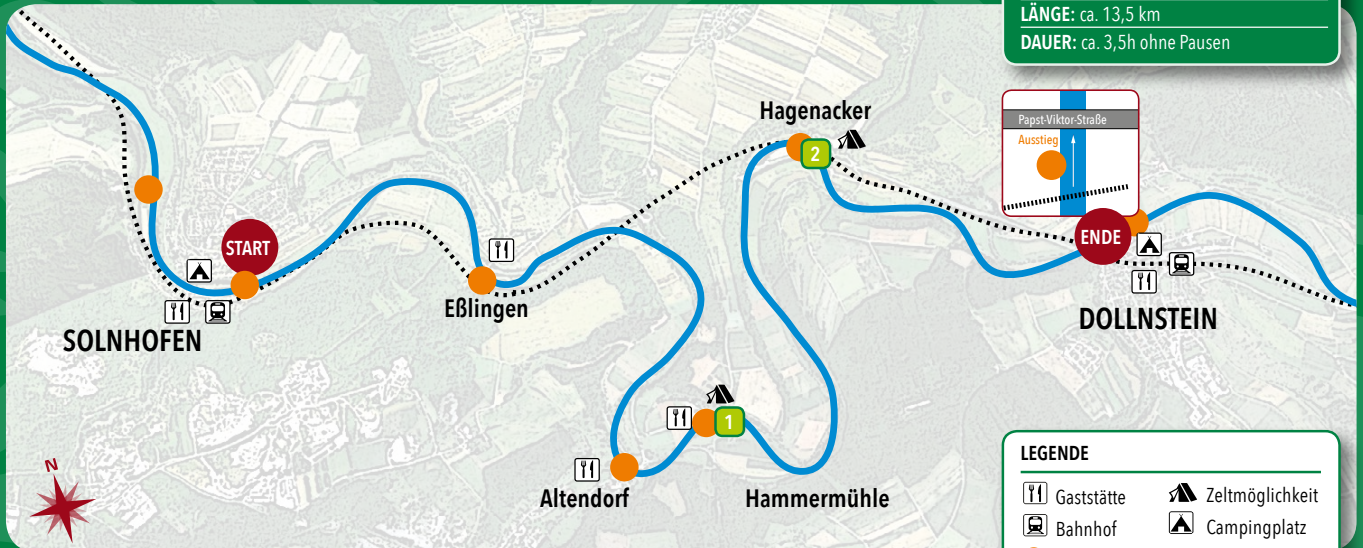 LÄNGE: ca. 13,5 km
DAUER: ca. 3,5h ohne Pausen
Hagenacker
2
Papst-Viktor-Straße
Ausstieg
START
ENDE
Eßlingen
SOLNHOFEN
DOLLNSTEIN
1
Altendorf
Hammermühle
N
LEGENDE
Gaststätte
Zeltmöglichkeit
Bahnhof
Campingplatz